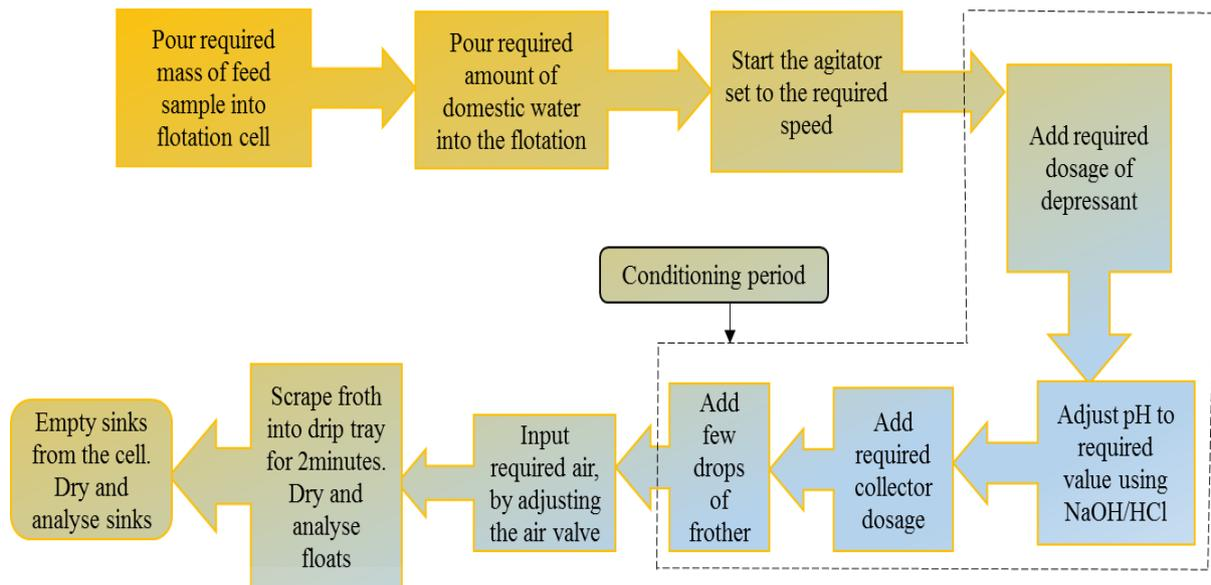 Pour required
mass of feed
sample into
flotation cell
Pour required
amount of
domestic water
into the flotation
Start the agitator
set to the required
speed
Add required
dosage of
depressant
Conditioning period
Adjust pH to
required
value using
NaOH/HCl
Add
required
collector
dosage
Add
few
drops of
frother
Input
required air,
by adjusting
the air valve
Scrape froth
into drip tray
for 2minutes.
Dry and
analyse
floats
Empty sinks
from the cell.
Dry and
analyse sinks